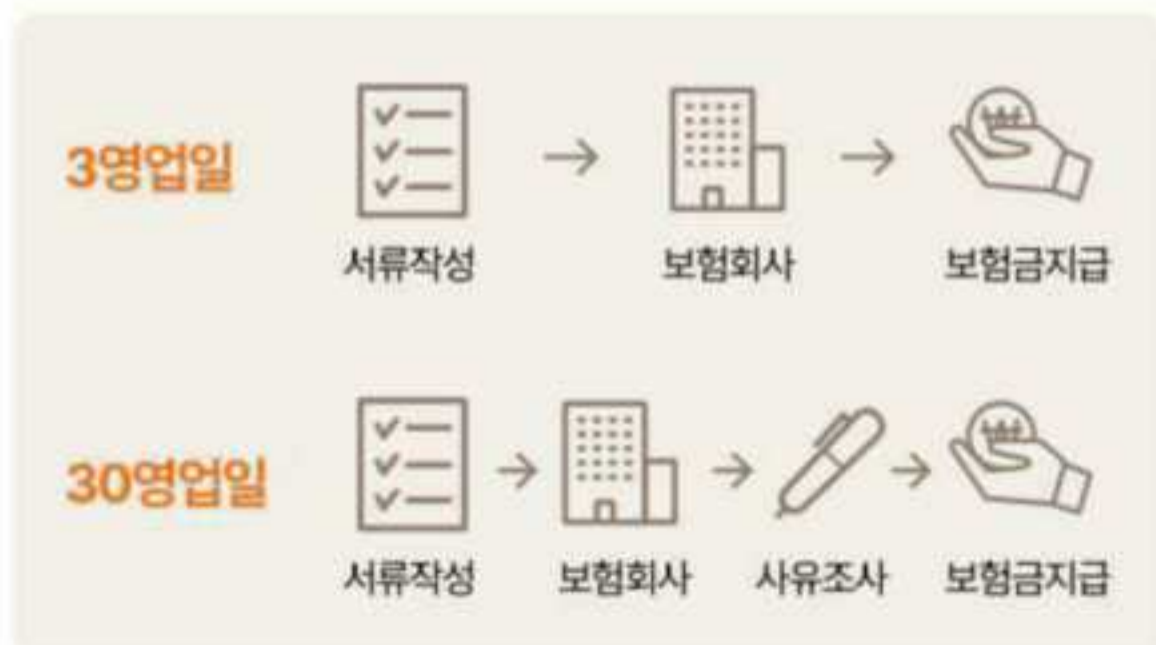 3영업일
서류작성 → 보험회사 → 보험금지급
30영업일
서류작성 → 보험회사 → 사유조사 → 보험금지급